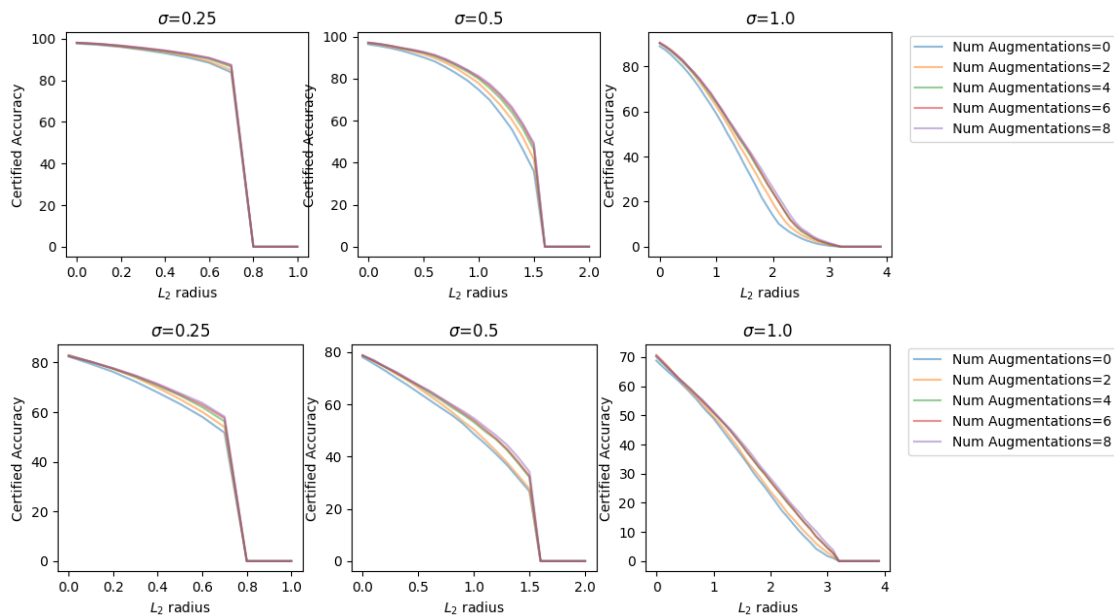 σ=0.25
σ=0.5
σ=1.0
Certified Accuracy
100
80
60
40
20
0
0.0 0.2 0.4 0.6 0.8 1.0
L₂ radius
Certified Accuracy
100
80
60
40
20
0
0.0 0.5 1.0 1.5 2.0
L₂ radius
Certified Accuracy
80
60
40
20
0
0 1 2 3 4
L₂ radius
Num Augmentations=0
Num Augmentations=2
Num Augmentations=4
Num Augmentations=6
Num Augmentations=8
σ=0.25
σ=0.5
σ=1.0
Certified Accuracy
80
60
40
20
0
0.0 0.2 0.4 0.6 0.8 1.0
L₂ radius
Certified Accuracy
80
60
40
20
0
0.0 0.5 1.0 1.5 2.0
L₂ radius
Certified Accuracy
70
60
50
40
30
20
10
0
0 1 2 3 4
L₂ radius
Num Augmentations=0
Num Augmentations=2
Num Augmentations=4
Num Augmentations=6
Num Augmentations=8